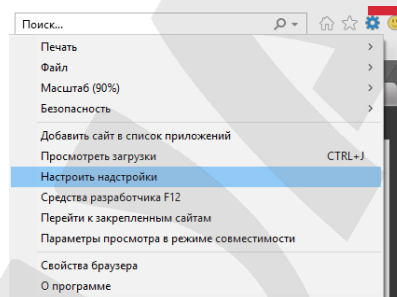 Поиск...
Печать
Файл
Масштаб (90%)
Безопасность
Добавить сайт в список приложений
Просмотреть загрузки CTRL+J
Настроить надстройки
Средства разработчика F12
Перейти к закрепленным сайтам
Параметры просмотра в режиме совместимости
Свойства браузера
О программе